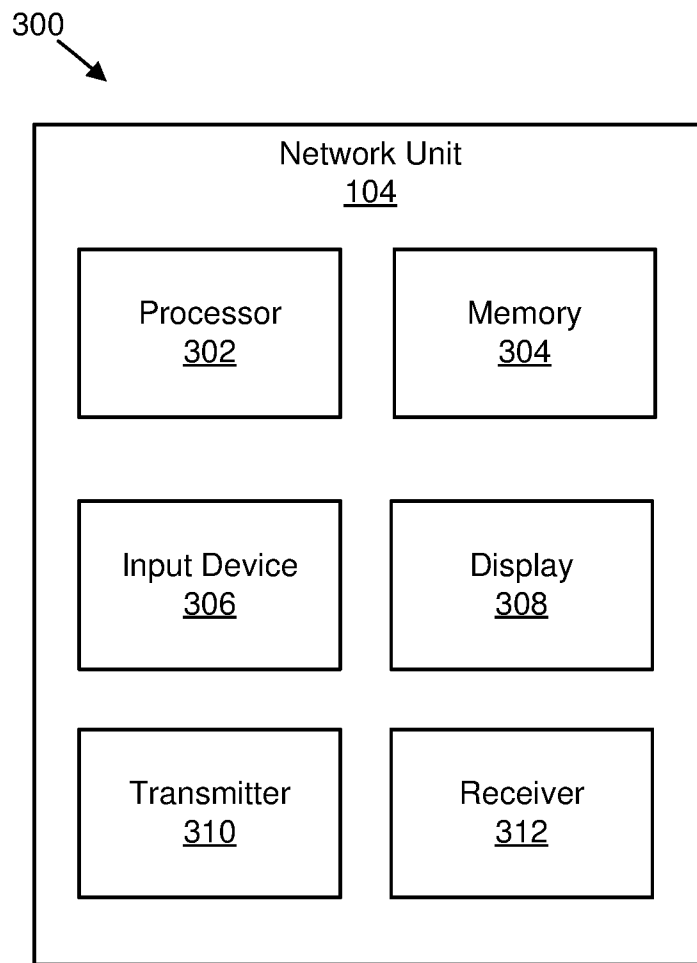 300
Network Unit
104
Processor
302
Memory
304
Input Device
306
Display
308
Transmitter
310
Receiver
312